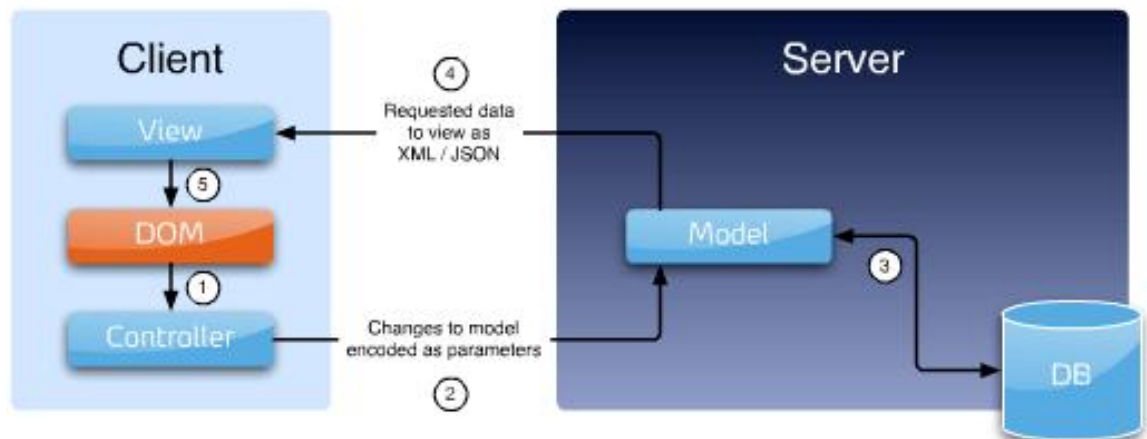 Client
Server
4
Requested data
to view as
XML / JSON
View
5
DOM
Model
3
1
Controller
Changes to model
encoded as parameters
2
DB